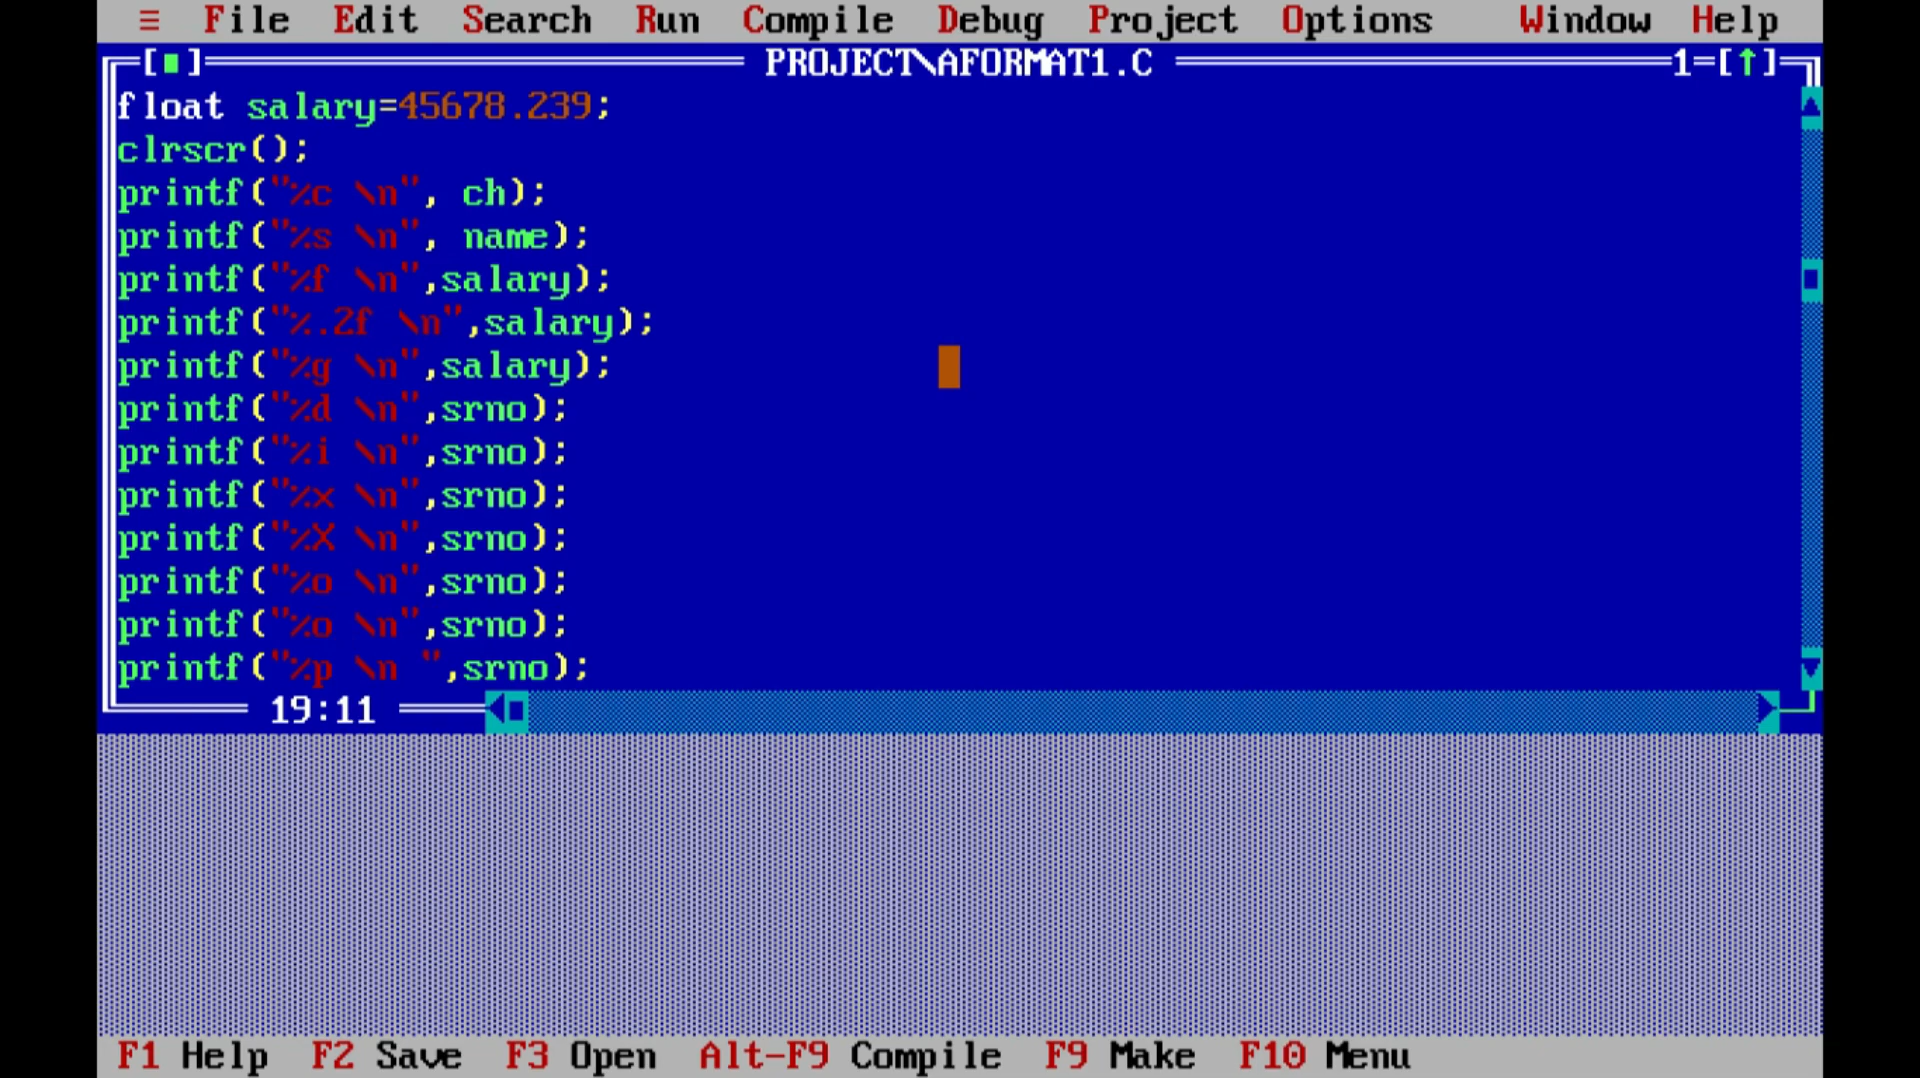 ≡ File Edit Search Run Compile Debug Project Options Window Help
[■] PROJECT\AFORMAT1.C 1=[↑]
float salary=45678.239;
clrscr();
printf("%c \n", ch);
printf("%s \n", name);
printf("%f \n",salary);
printf("%.2f \n",salary);
printf("%g \n",salary);
printf("%d \n",srno);
printf("%i \n",srno);
printf("%x \n",srno);
printf("%X \n",srno);
printf("%o \n",srno);
printf("%o \n",srno);
printf("%p \n ",srno);
19:11
F1 Help F2 Save F3 Open Alt-F9 Compile F9 Make F10 Menu